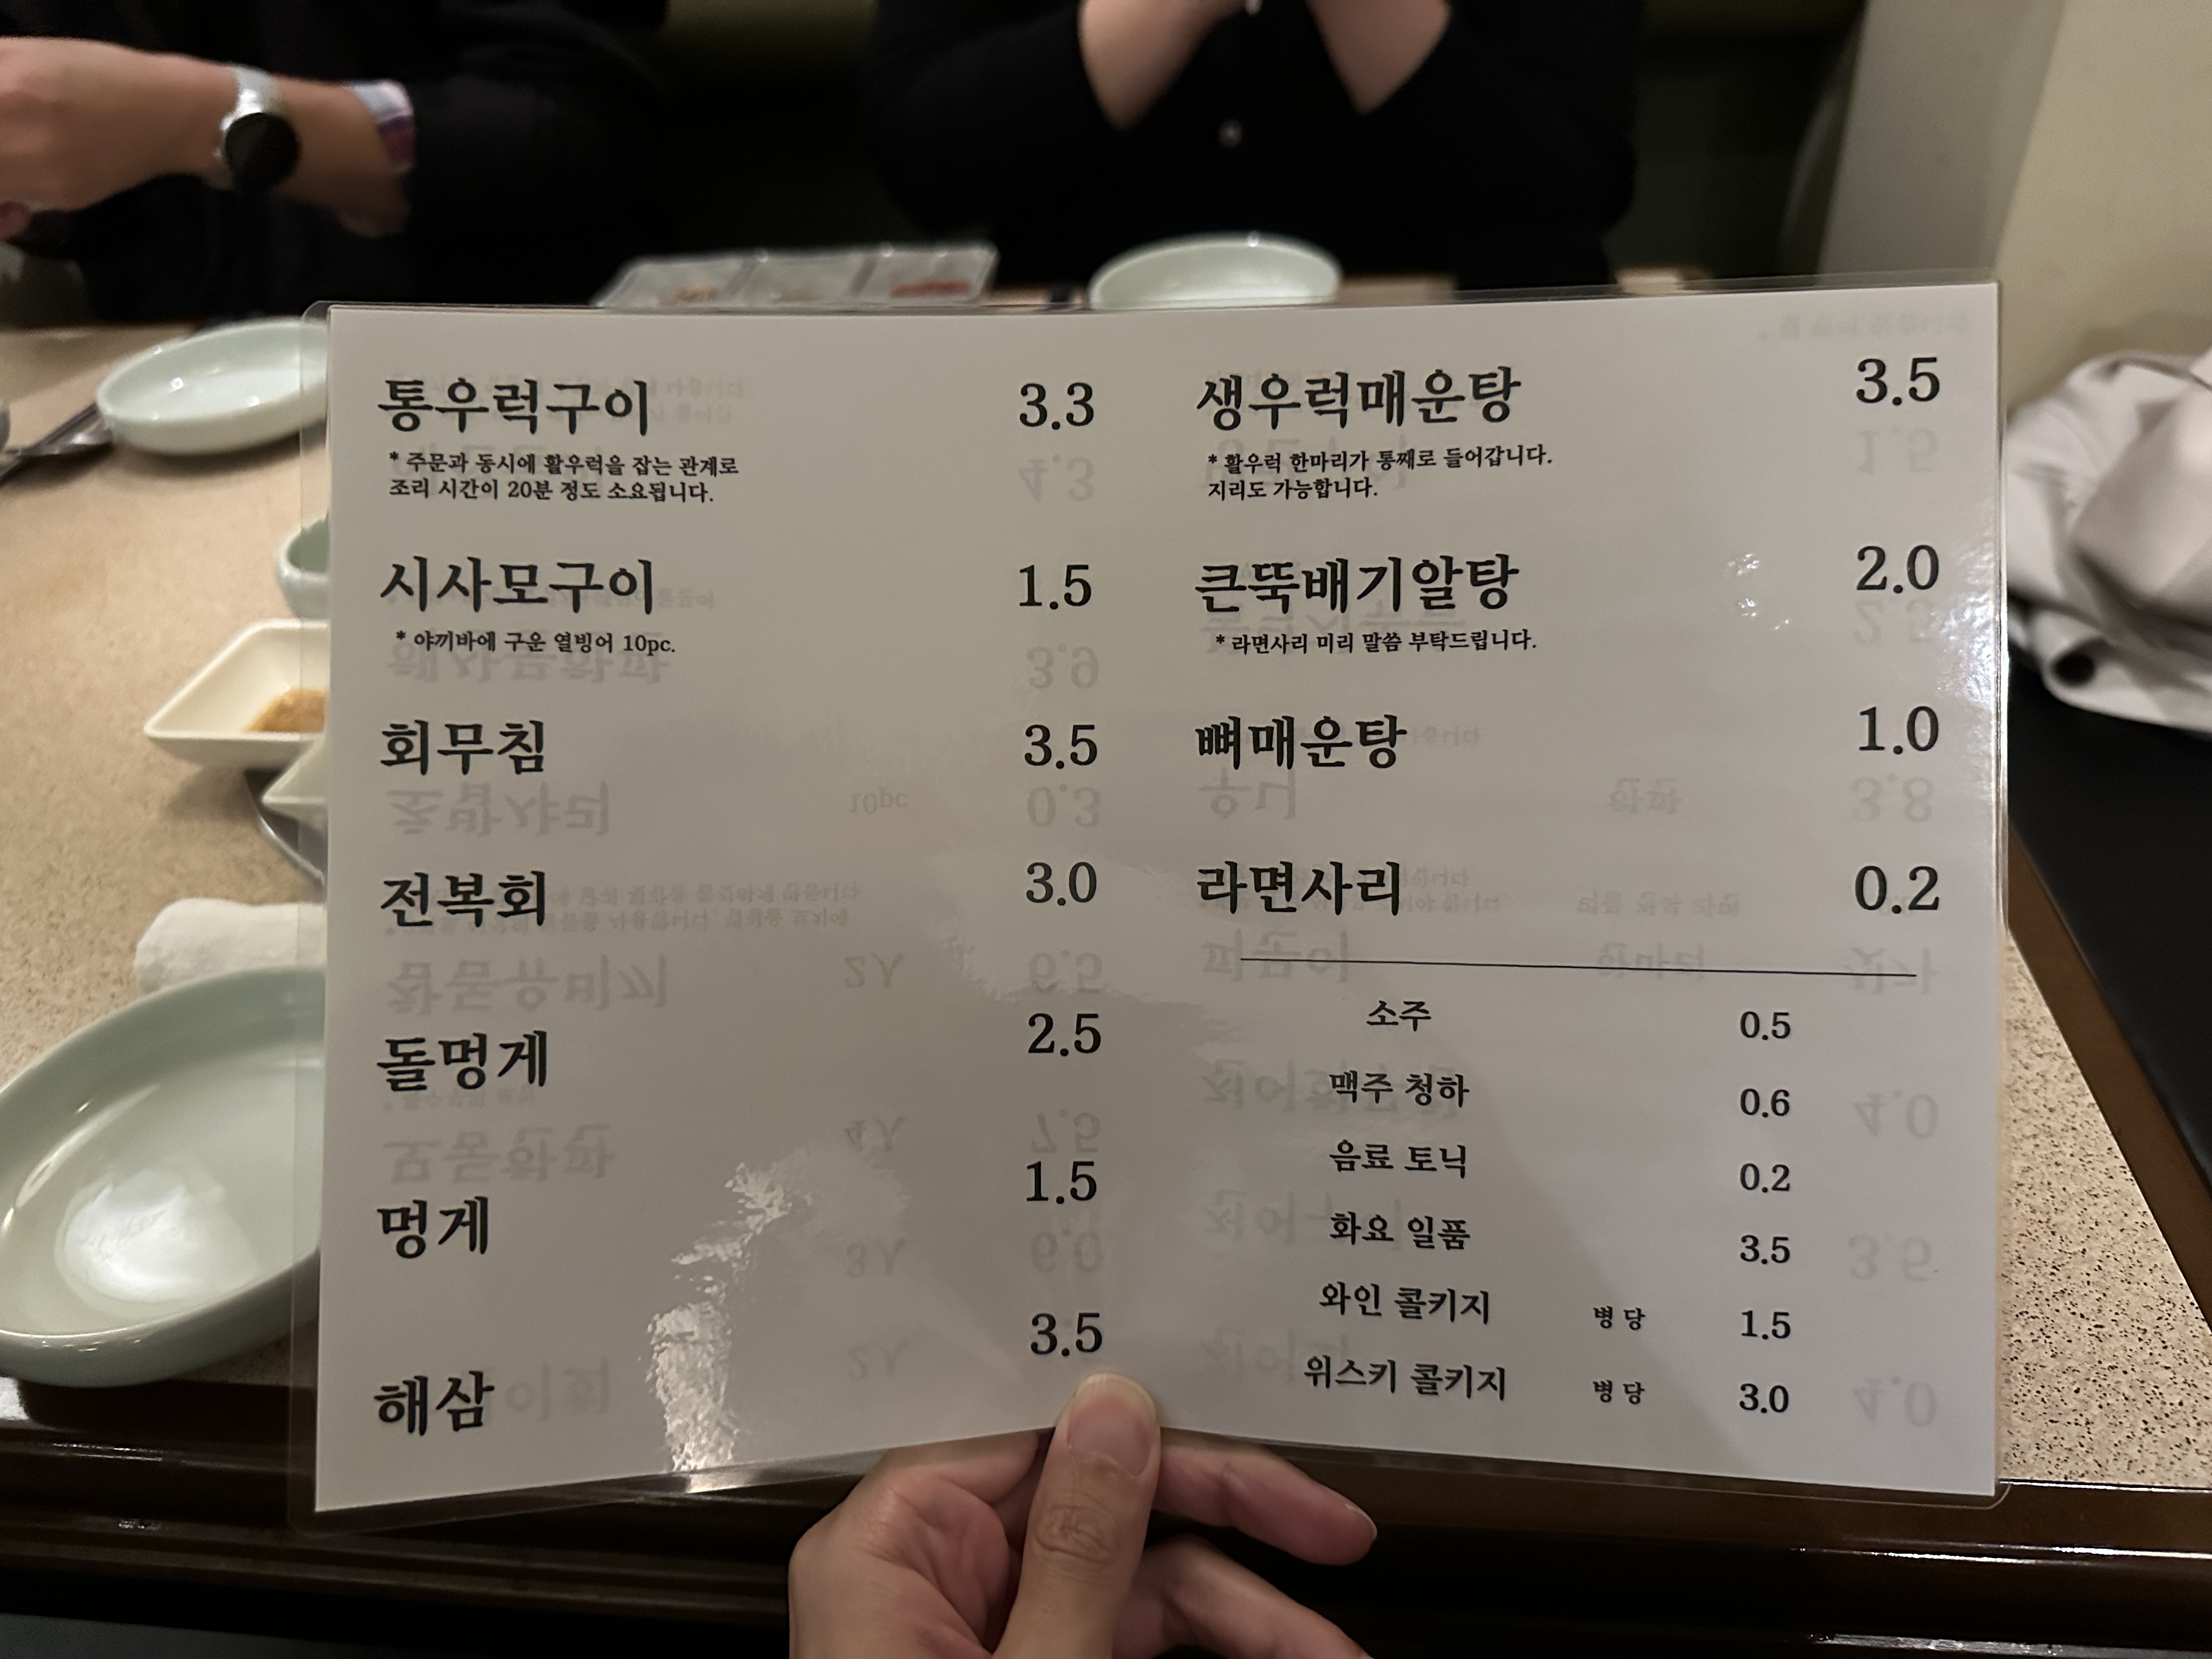 통우럭구이 3.3
* 주문과 동시에 활우럭을 잡는 관계로
조리 시간이 20분 정도 소요됩니다.
시사모구이 1.5
* 야끼바에 구운 열빙어 10pc.
회무침 3.5
전복회 3.0
돌멍게 2.5
멍게 1.5
해삼 3.5
생우럭매운탕 3.5
* 활우럭 한마리가 통째로 들어갑니다.
지리도 가능합니다.
큰뚝배기알탕 2.0
* 라면사리 미리 말씀 부탁드립니다.
뼈매운탕 1.0
라면사리 0.2
소주 0.5
맥주 청하 0.6
음료 토닉 0.2
화요 일품 3.5
와인 콜키지 병 당 1.5
위스키 콜키지 병 당 3.0